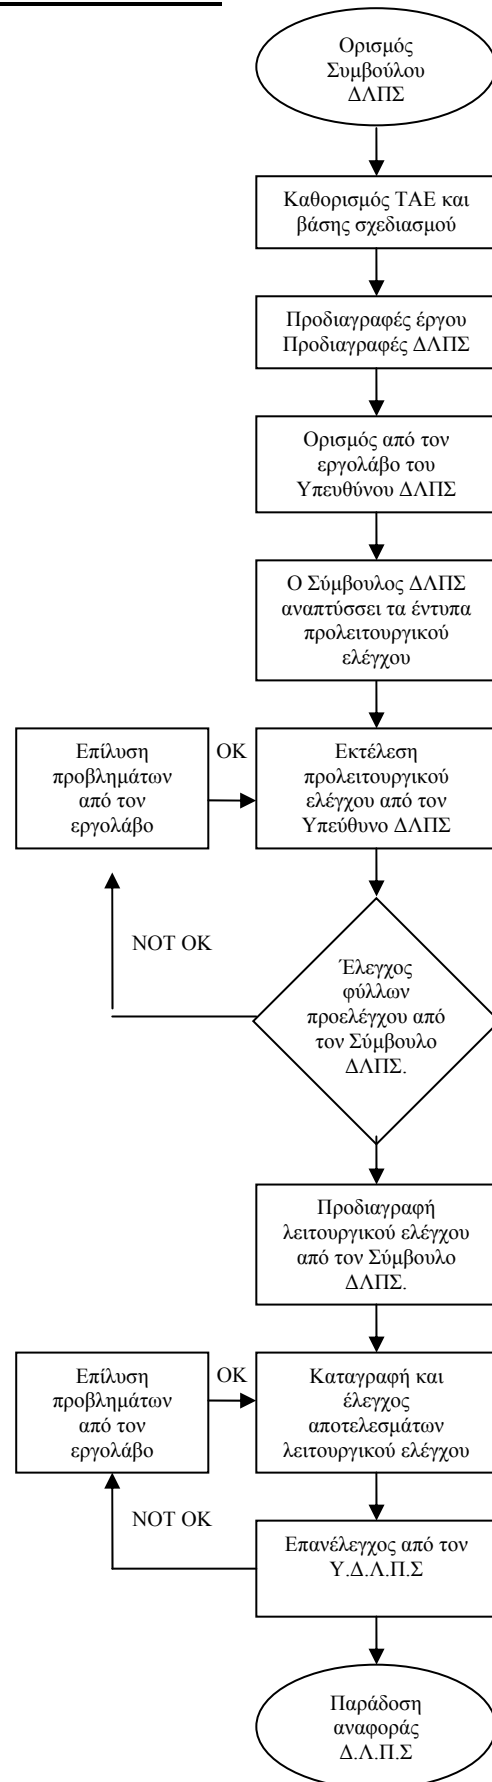 Ορισμός
Συμβούλου
ΔΛΠΣ
Καθορισμός ΤΑΕ και
βάσης σχεδιασμού
Προδιαγραφές έργου
Προδιαγραφές ΔΛΠΣ
Ορισμός από τον
εργολάβο του
Υπευθύνου ΔΛΠΣ
Ο Σύμβουλος ΔΛΠΣ
αναπτύσσει τα έντυπα
προλειτουργικού
ελέγχου
Επίλυση
προβλημάτων
από τον
εργολάβο
OK
Εκτέλεση
προλειτουργικού
ελέγχου από τον
Υπεύθυνο ΔΛΠΣ
NOT OK
Έλεγχος
φύλλων
προελέγχου από
τον Σύμβουλο
ΔΛΠΣ.
Προδιαγραφή
λειτουργικού ελέγχου
από τον Σύμβουλο
ΔΛΠΣ.
Επίλυση
προβλημάτων
από τον
εργολάβο
OK
Καταγραφή και
έλεγχος
αποτελεσμάτων
λειτουργικού ελέγχου
NOT OK
Επανέλεγχος από τον
Υ.Δ.Λ.Π.Σ
Παράδοση
αναφοράς
Δ.Λ.Π.Σ